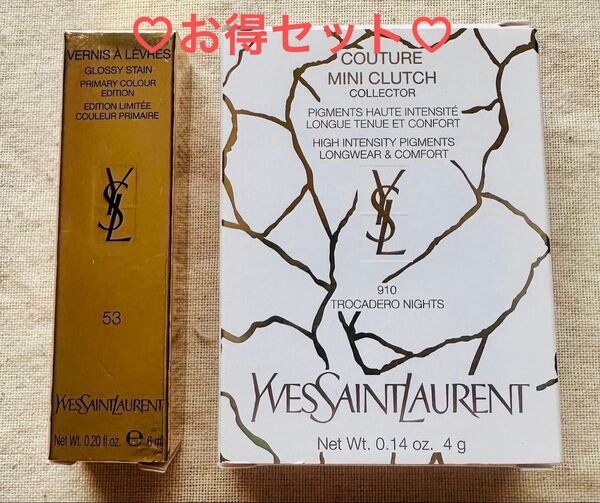 ♡お得セット♡
VERNIS À LÈVRES
GLOSSY STAIN
PRIMARY COLOUR
EDITION
EDITION LIMITÉE
COULEUR PRIMAIRE
YSL
53
YVESSAINTLAURENT
Net Wt. 0.20 fl.oz. e 6 ml
COUTURE
MINI CLUTCH
COLLECTOR
PIGMENTS HAUTE INTENSITÉ
LONGUE TENUE ET CONFORT
HIGH INTENSITY PIGMENTS
LONGWEAR & COMFORT
YSL
910
TROCADERO NIGHTS
YVESSAINTLAURENT
Net Wt. 0.14 oz. 4 g